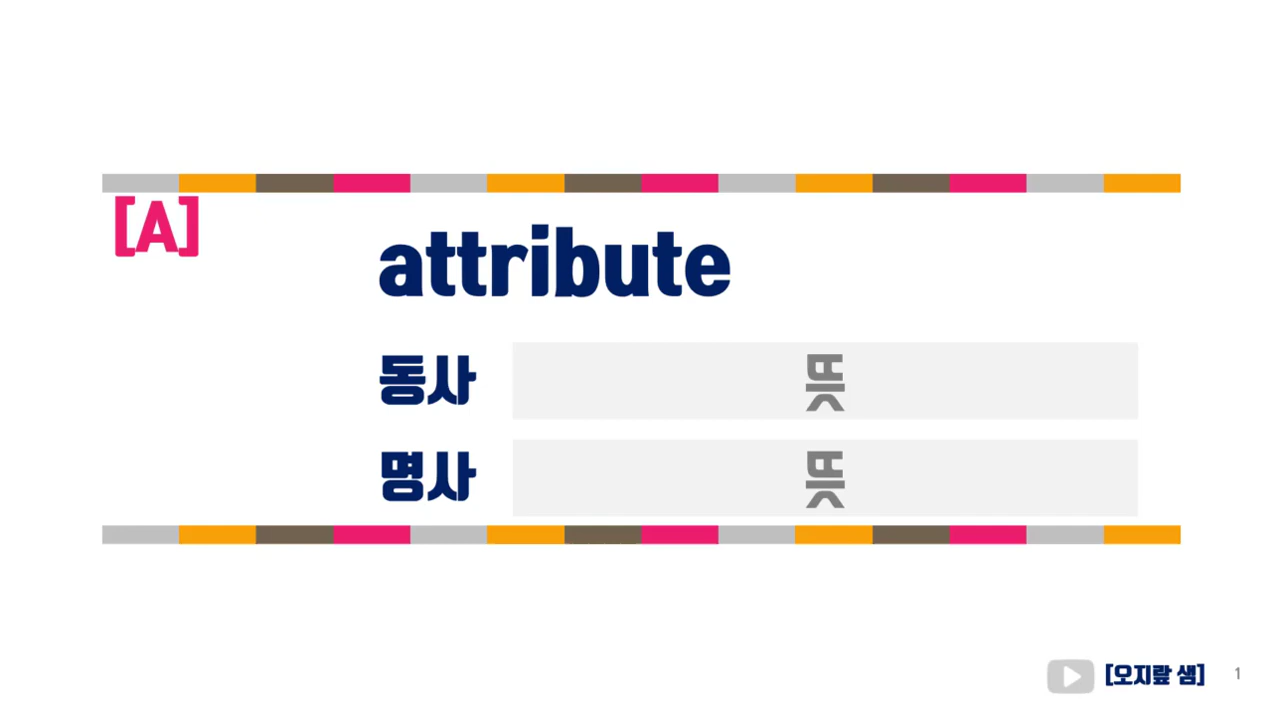 [A]
attribute
동사 뜻
명사 뜻
[오지랖 샘] 1